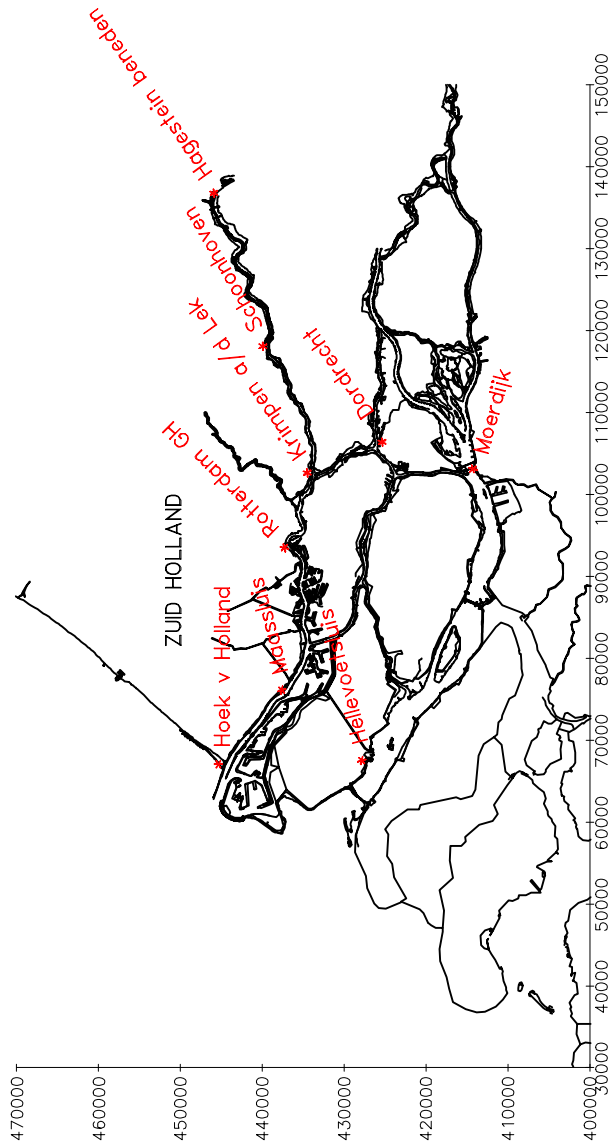 ZUID HOLLAND
Hoek v Holland
Maassluis
Rotterdam GH
Krimpen a/d Lek
Schoonhoven
Hagestein beneden
Hellevoetsluis
Dordrecht
Moerdijk
470000
460000
450000
440000
430000
420000
410000
400000
30000
40000
50000
60000
70000
80000
90000
100000
110000
120000
130000
140000
150000